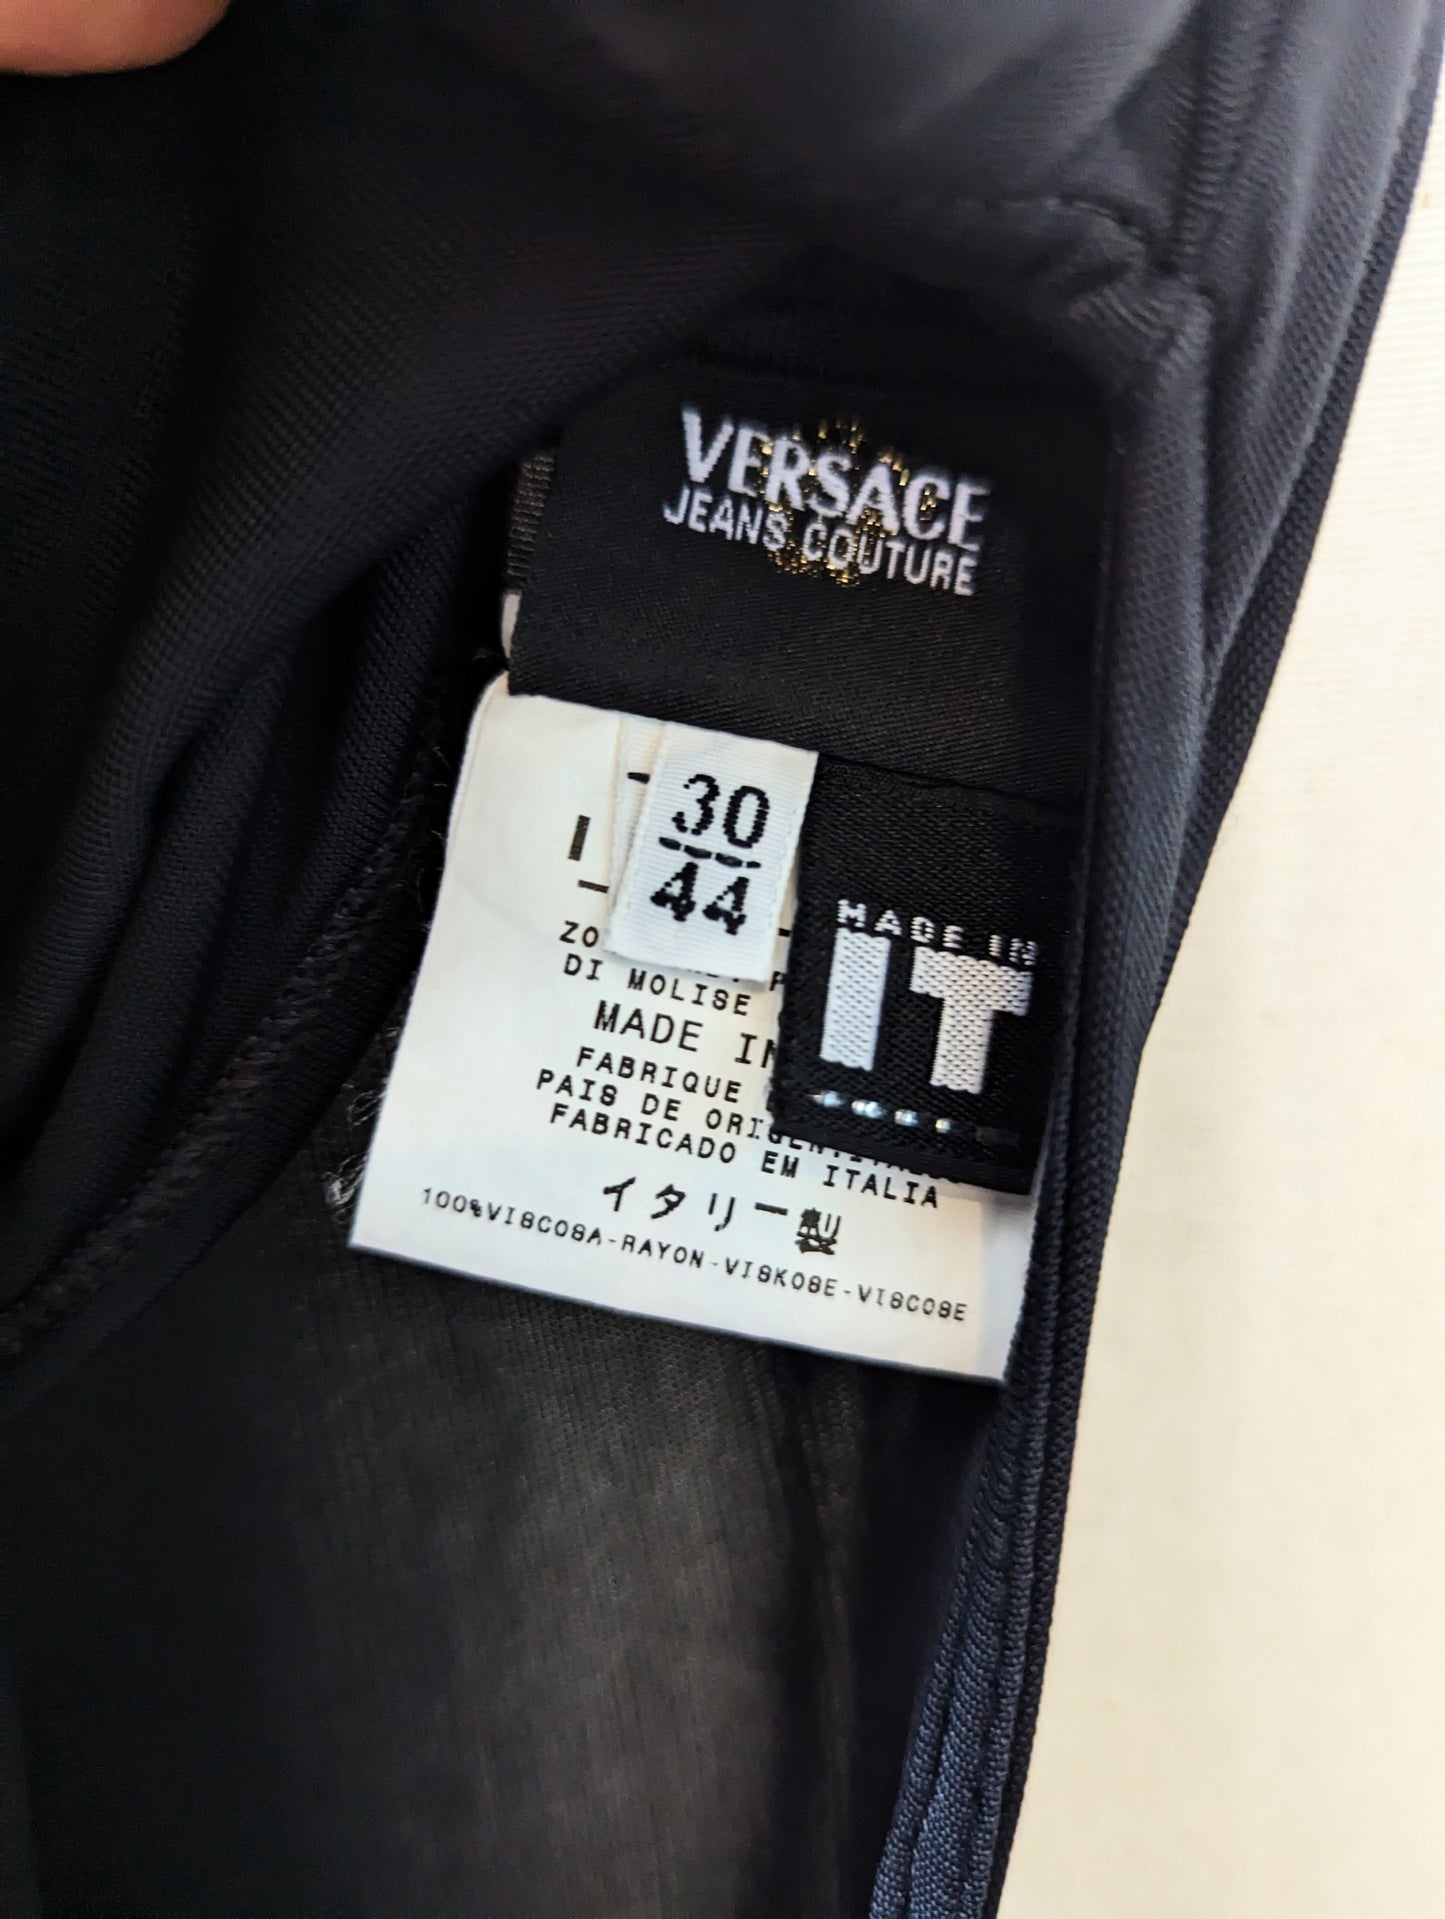 VERSACE
JEANS COUTURE
30
44
MADE IN
IT
ZO
DI MOLISE
MADE IN
FABRIQUE
PAIS DE
FABRICADO EM ITALIA
イタリー製
100%VISCOSA-RAYON-VISKOSE-VISCOSE